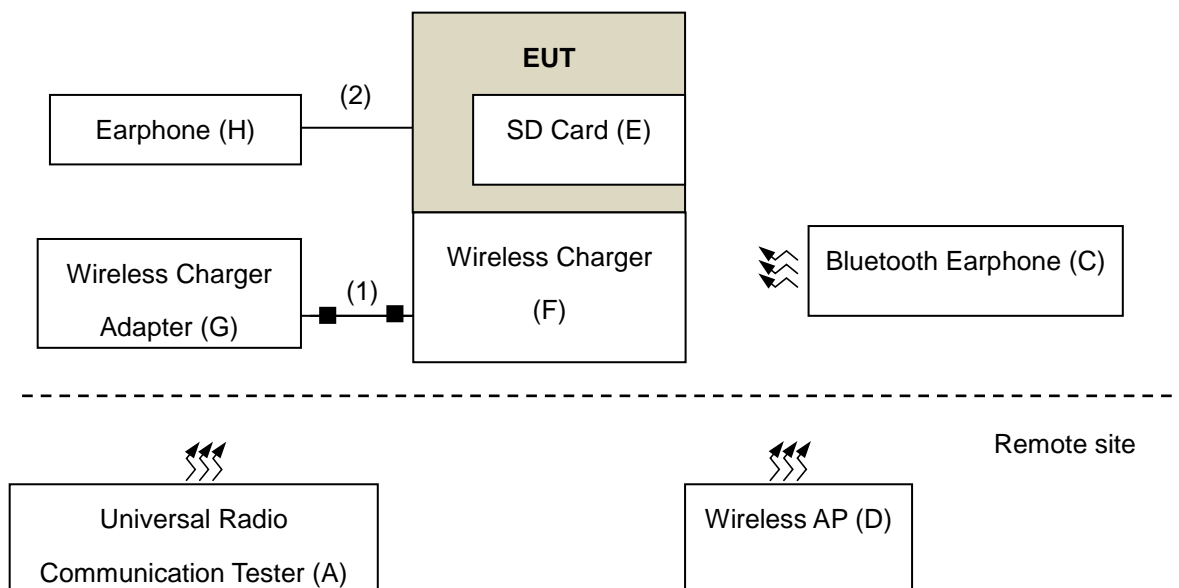 EUT
(2)
Earphone (H)
SD Card (E)
Wireless Charger
Adapter (G)
(1)
Wireless Charger
(F)
Bluetooth Earphone (C)
Remote site
Universal Radio
Communication Tester (A)
Wireless AP (D)